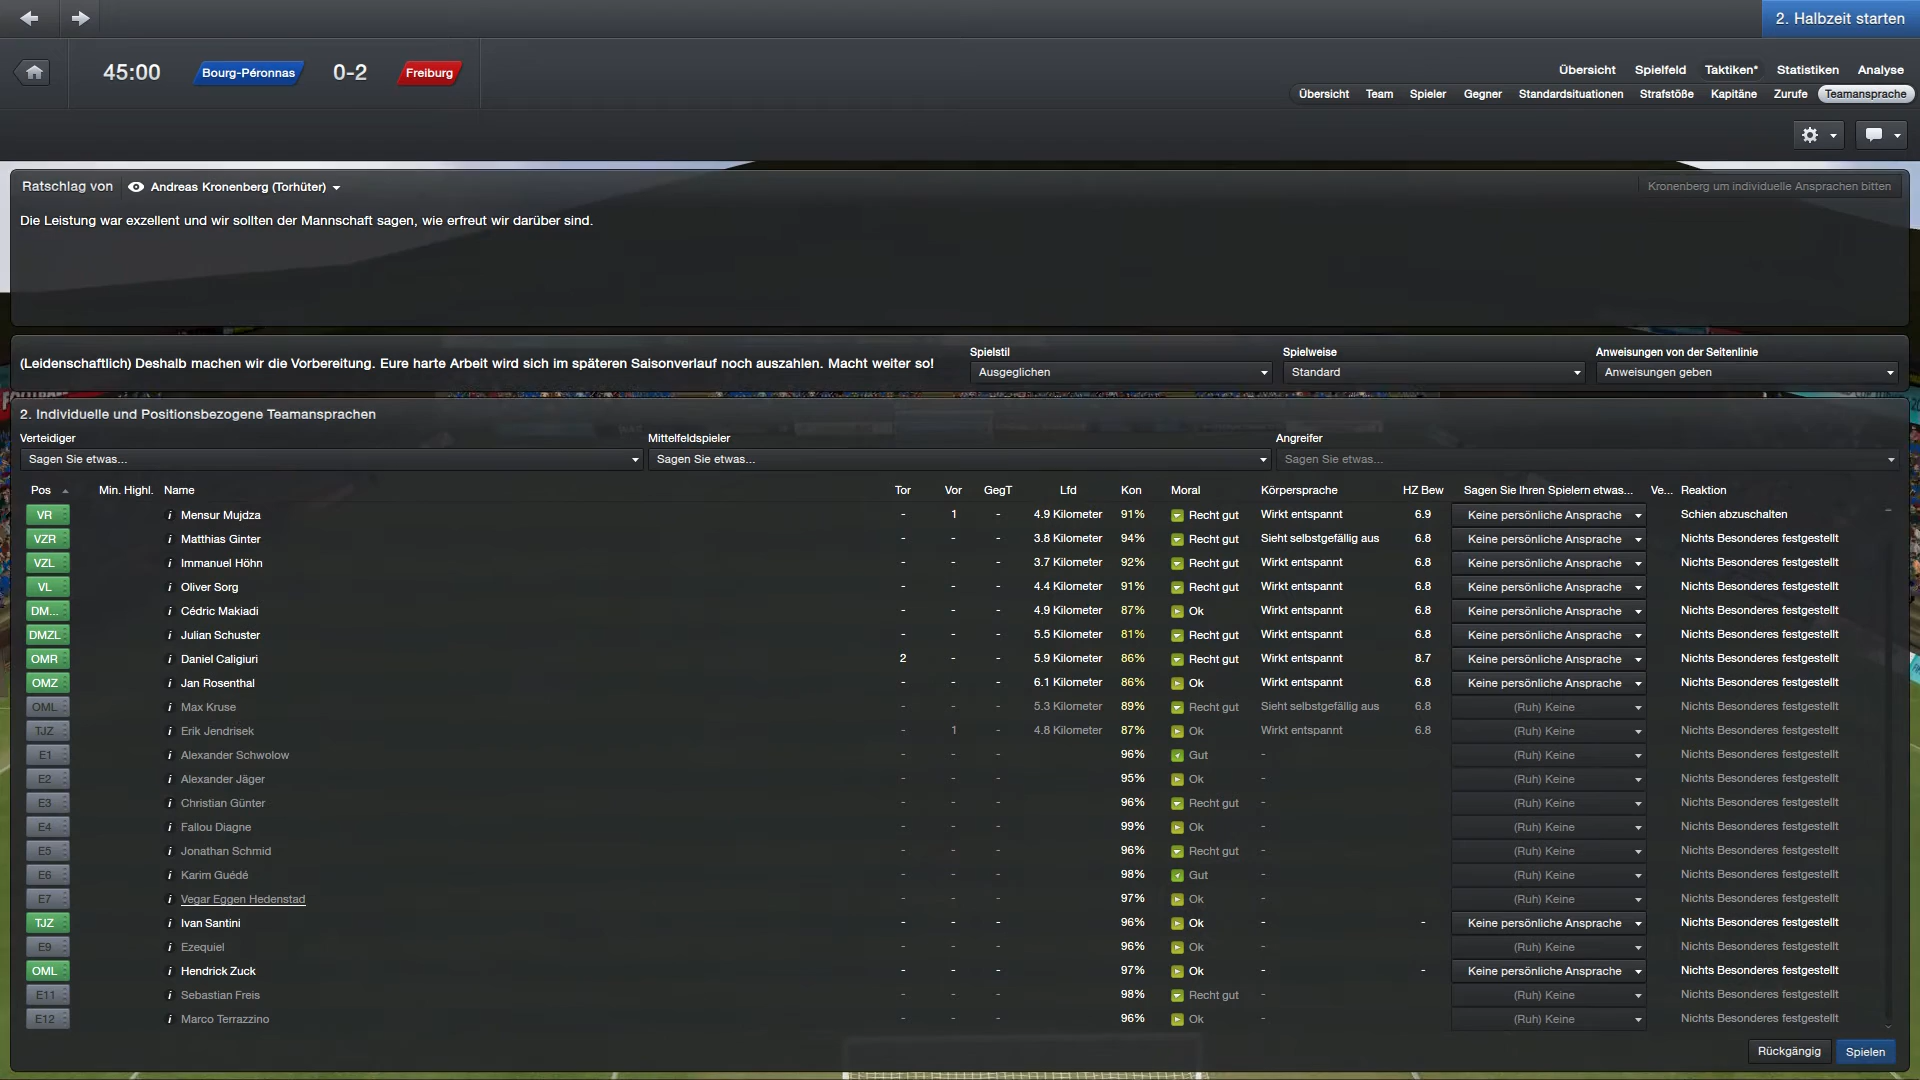 2. Halbzeit starten
45:00 Bourg-Péronnas 0-2 Freiburg
Übersicht Spielfeld Taktiken* Statistiken Analyse
Übersicht Team Spieler Gegner Standardsituationen Strafstöße Kapitäne Zurufe Teamansprache
Ratschlag von Andreas Kronenberg (Torhüter) Kronenberg um individuelle Ansprachen bitten
Die Leistung war exzellent und wir sollten der Mannschaft sagen, wie erfreut wir darüber sind.
Spielstil Spielweise Anweisungen von der Seitenlinie
(Leidenschaftlich) Deshalb machen wir die Vorbereitung. Eure harte Arbeit wird sich im späteren Saisonverlauf noch auszahlen. Macht weiter so!
Ausgeglichen Standard Anweisungen geben
2. Individuelle und Positionsbezogene Teamansprachen
Verteidiger Mittelfeldspieler Angreifer
Sagen Sie etwas... Sagen Sie etwas... Sagen Sie etwas...
Pos Min. Highl. Name Tor Vor GegT Lfd Kon Moral Körpersprache HZ Bew Sagen Sie Ihren Spielern etwas... Ve... Reaktion
VR i Mensur Mujdza - 1 - 4.9 Kilometer 91% Recht gut Wirkt entspannt 6.9 Keine persönliche Ansprache Schien abzuschalten
VZR i Matthias Ginter - - - 3.8 Kilometer 94% Recht gut Sieht selbstgefällig aus 6.8 Keine persönliche Ansprache Nichts Besonderes festgestellt
VZL i Immanuel Höhn - - - 3.7 Kilometer 92% Recht gut Wirkt entspannt 6.8 Keine persönliche Ansprache Nichts Besonderes festgestellt
VL i Oliver Sorg - - - 4.4 Kilometer 91% Recht gut Wirkt entspannt 6.8 Keine persönliche Ansprache Nichts Besonderes festgestellt
DM... i Cédric Makiadi - - - 4.9 Kilometer 87% Ok Wirkt entspannt 6.8 Keine persönliche Ansprache Nichts Besonderes festgestellt
DMZL i Julian Schuster - - - 5.5 Kilometer 81% Recht gut Wirkt entspannt 6.8 Keine persönliche Ansprache Nichts Besonderes festgestellt
OMR i Daniel Caligiuri 2 - - 5.9 Kilometer 86% Recht gut Wirkt entspannt 8.7 Keine persönliche Ansprache Nichts Besonderes festgestellt
OMZ i Jan Rosenthal - - - 6.1 Kilometer 86% Ok Wirkt entspannt 6.8 Keine persönliche Ansprache Nichts Besonderes festgestellt
OML i Max Kruse - - - 5.3 Kilometer 89% Recht gut Sieht selbstgefällig aus 6.8 (Ruh) Keine Nichts Besonderes festgestellt
TJZ i Erik Jendrisek - 1 - 4.8 Kilometer 87% Ok Wirkt entspannt 6.8 (Ruh) Keine Nichts Besonderes festgestellt
E1 i Alexander Schwolow - - - 96% Gut - (Ruh) Keine Nichts Besonderes festgestellt
E2 i Alexander Jäger - - - 95% Ok - (Ruh) Keine Nichts Besonderes festgestellt
E3 i Christian Günter - - - 96% Recht gut - (Ruh) Keine Nichts Besonderes festgestellt
E4 i Fallou Diagne - - - 99% Ok - (Ruh) Keine Nichts Besonderes festgestellt
E5 i Jonathan Schmid - - - 96% Recht gut - (Ruh) Keine Nichts Besonderes festgestellt
E6 i Karim Guédé - - - 98% Gut - (Ruh) Keine Nichts Besonderes festgestellt
E7 i Vegar Eggen Hedenstad - - - 97% Ok - (Ruh) Keine Nichts Besonderes festgestellt
TJZ i Ivan Santini - - - 96% Ok - - Keine persönliche Ansprache Nichts Besonderes festgestellt
E9 i Ezequiel - - - 96% Ok - (Ruh) Keine Nichts Besonderes festgestellt
OML i Hendrick Zuck - - - 97% Ok - - Keine persönliche Ansprache Nichts Besonderes festgestellt
E11 i Sebastian Freis - - - 98% Recht gut - (Ruh) Keine Nichts Besonderes festgestellt
E12 i Marco Terrazzino - - - 96% Ok - (Ruh) Keine Nichts Besonderes festgestellt
Rückgängig Spielen